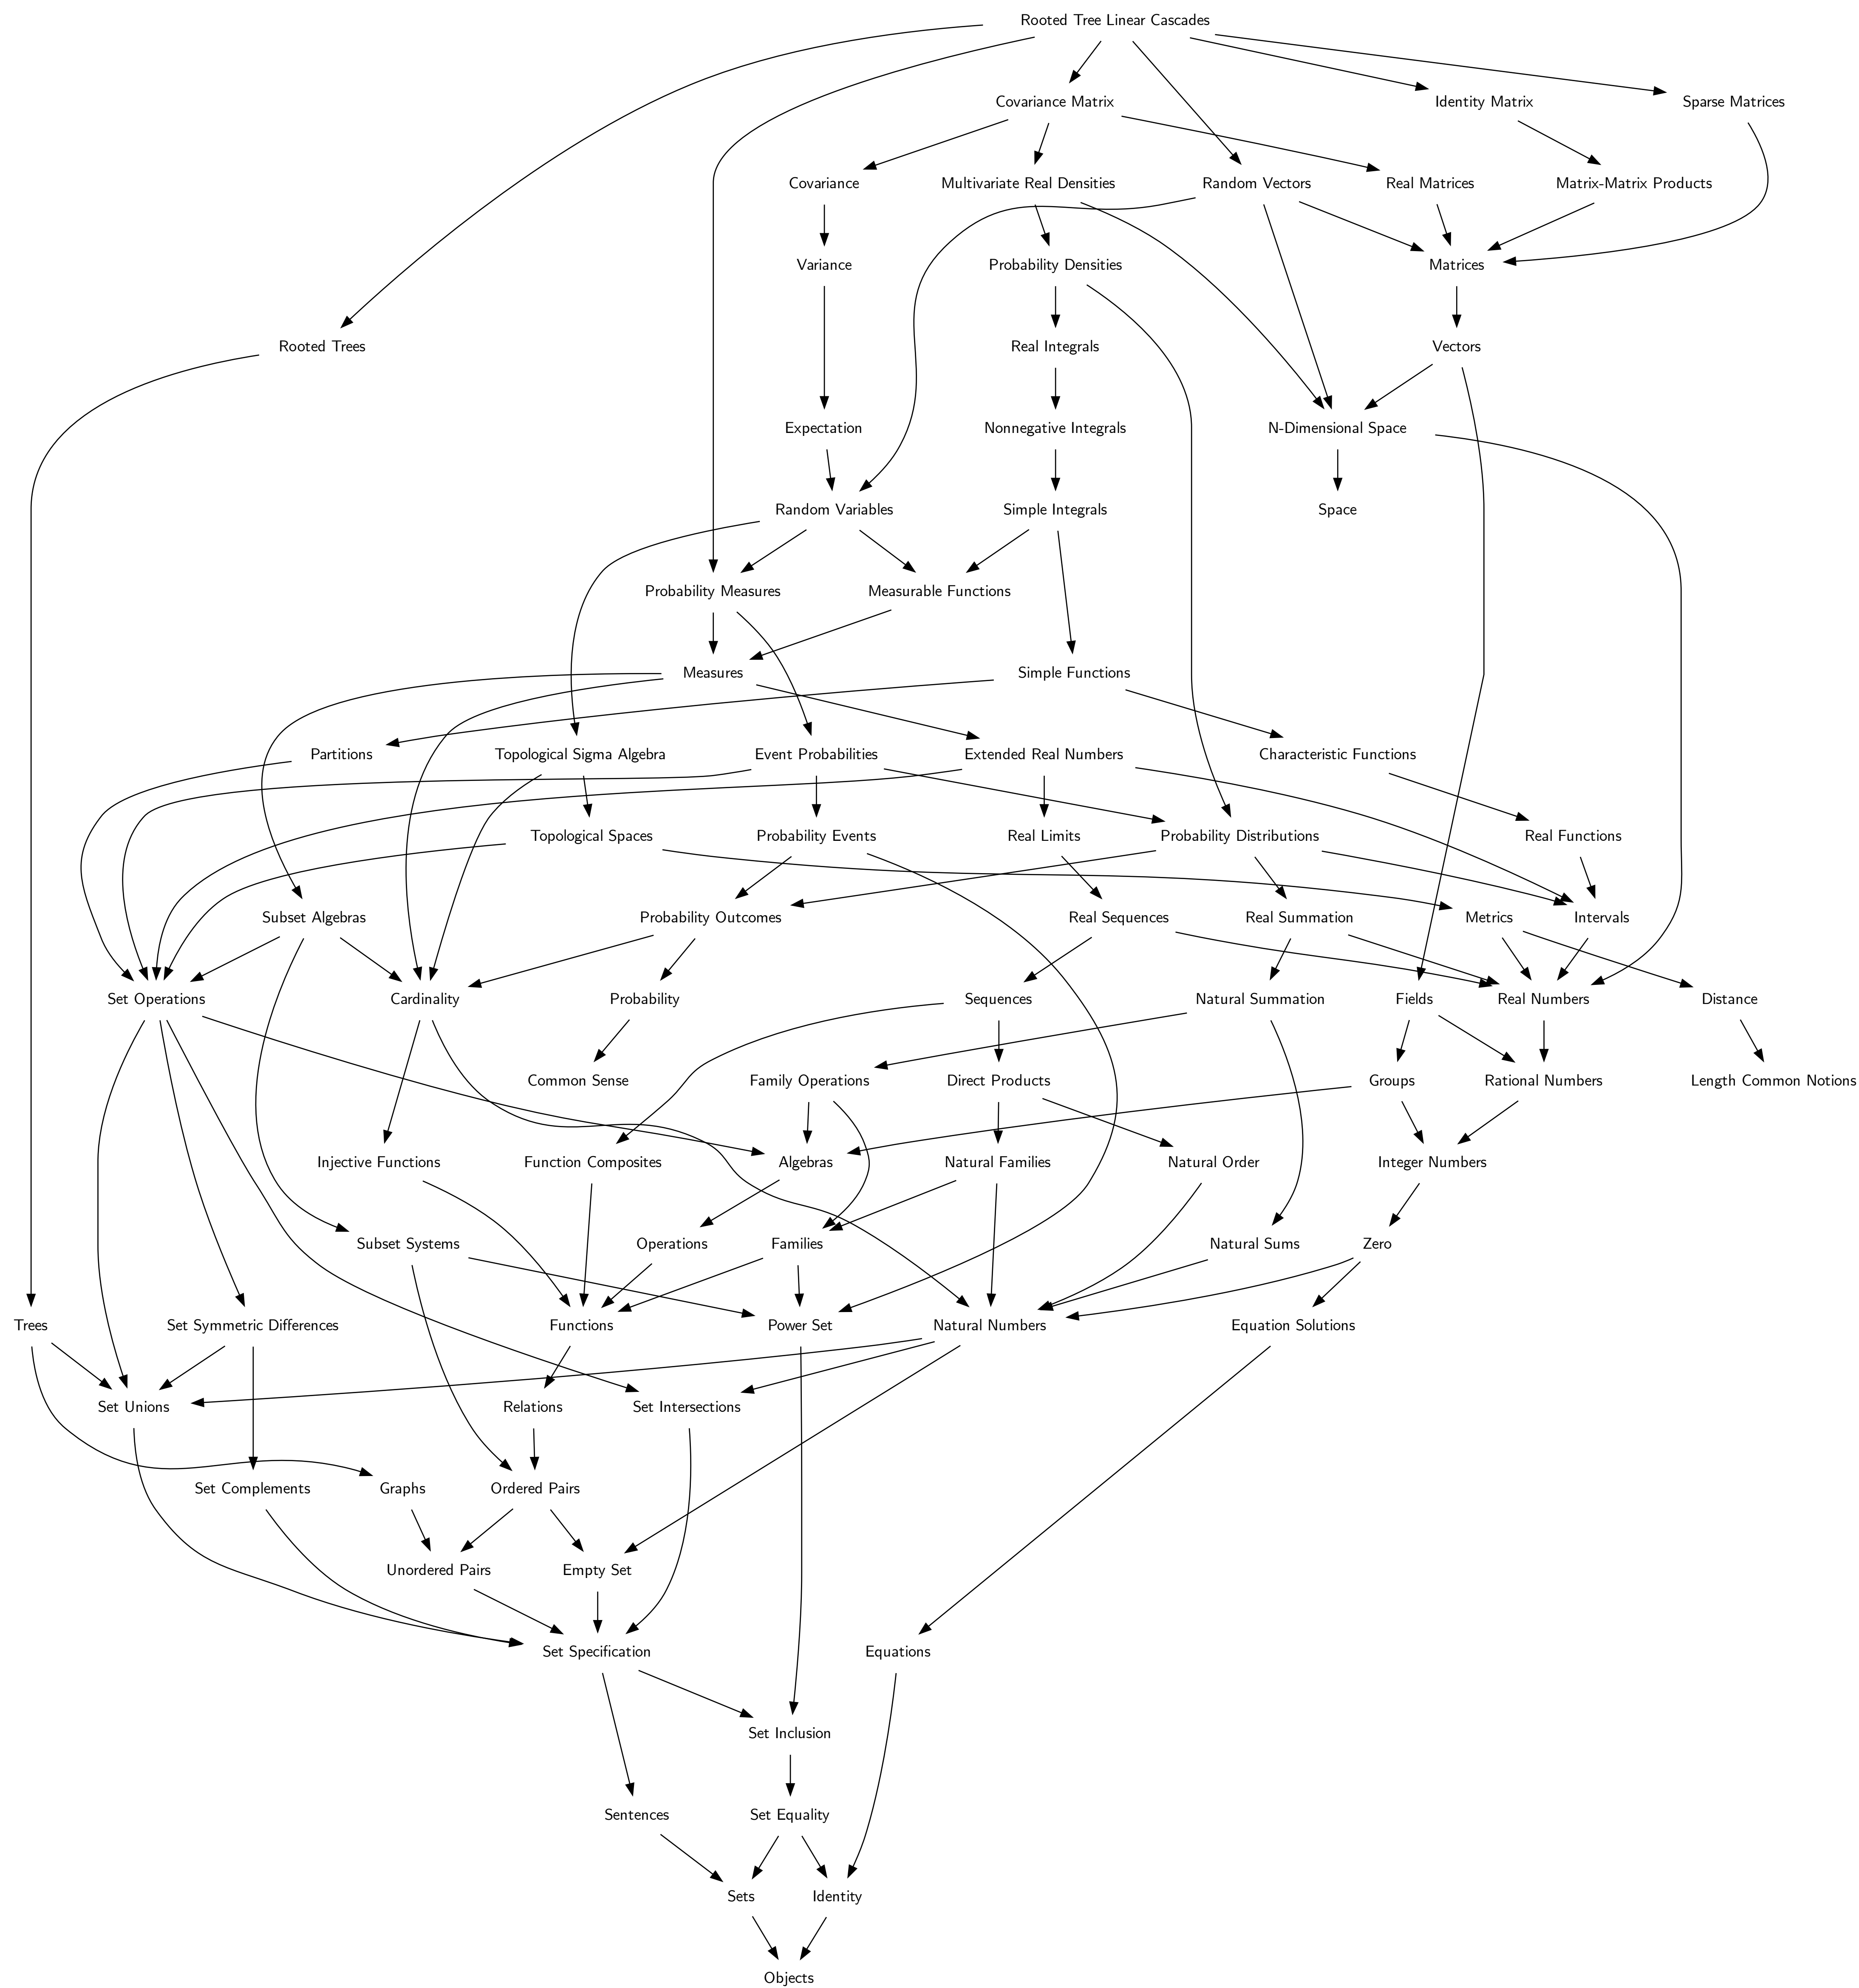 Rooted Tree Linear Cascades
Covariance Matrix
Identity Matrix
Sparse Matrices
Covariance
Multivariate Real Densities
Random Vectors
Real Matrices
Matrix-Matrix Products
Variance
Probability Densities
Matrices
Rooted Trees
Real Integrals
Vectors
Expectation
Nonnegative Integrals
N-Dimensional Space
Random Variables
Simple Integrals
Space
Probability Measures
Measurable Functions
Measures
Simple Functions
Partitions
Topological Sigma Algebra
Event Probabilities
Extended Real Numbers
Characteristic Functions
Topological Spaces
Probability Events
Real Limits
Probability Distributions
Real Functions
Subset Algebras
Probability Outcomes
Real Sequences
Real Summation
Metrics
Intervals
Set Operations
Cardinality
Probability
Sequences
Natural Summation
Fields
Real Numbers
Distance
Common Sense
Family Operations
Direct Products
Groups
Rational Numbers
Length Common Notions
Injective Functions
Function Composites
Algebras
Natural Families
Natural Order
Integer Numbers
Subset Systems
Operations
Families
Natural Sums
Zero
Trees
Set Symmetric Differences
Functions
Power Set
Natural Numbers
Equation Solutions
Set Unions
Relations
Set Intersections
Set Complements
Graphs
Ordered Pairs
Unordered Pairs
Empty Set
Set Specification
Equations
Set Inclusion
Sentences
Set Equality
Sets
Identity
Objects